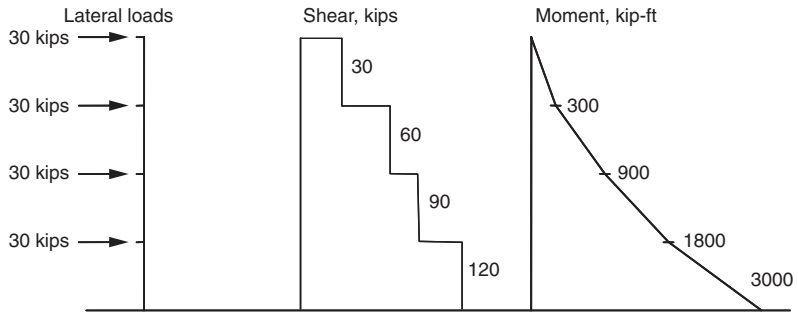 Lateral loads
30 kips
30 kips
30 kips
30 kips
Shear, kips
30
60
90
120
Moment, kip-ft
300
900
1800
3000